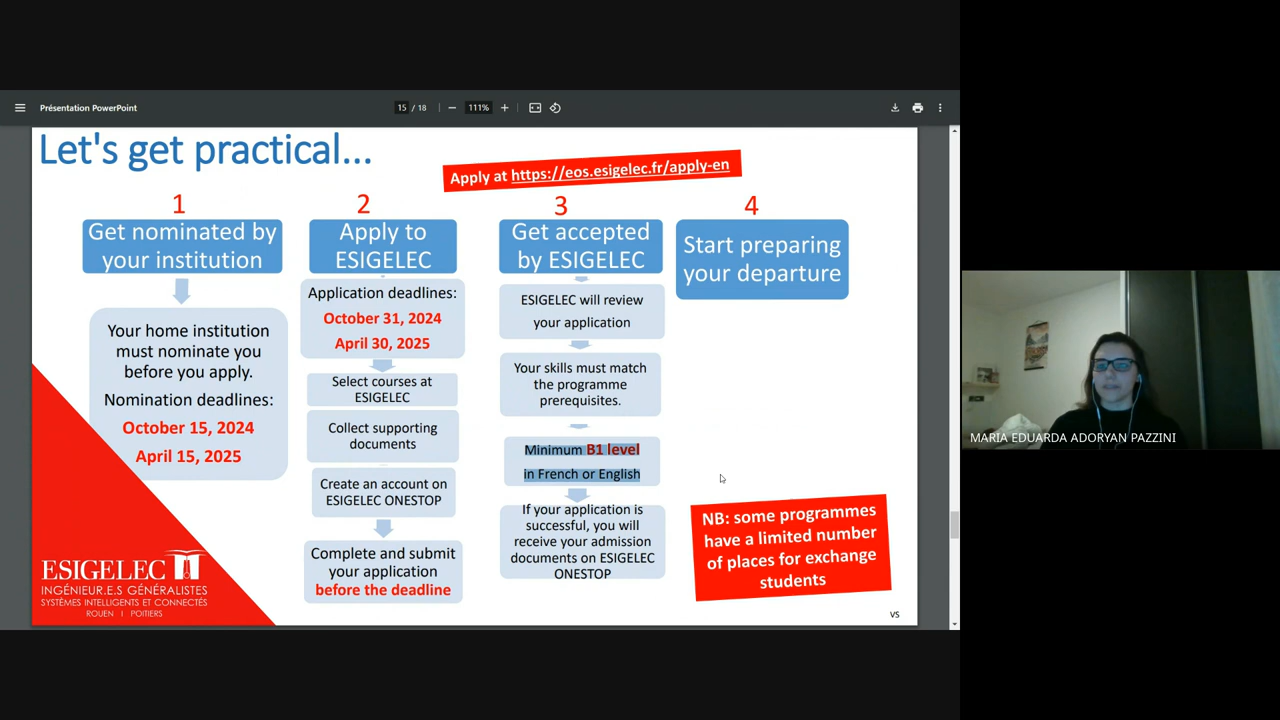 Présentation PowerPoint
15 / 18
111%
Let's get practical...
Apply at https://eos.esigelec.fr/apply-en
1
Get nominated by
your institution
Your home institution
must nominate you
before you apply.
Nomination deadlines:
October 15, 2024
April 15, 2025
2
Apply to
ESIGELEC
Application deadlines:
October 31, 2024
April 30, 2025
Select courses at
ESIGELEC
Collect supporting
documents
Create an account on
ESIGELEC ONESTOP
Complete and submit
your application
before the deadline
3
Get accepted
by ESIGELEC
ESIGELEC will review
your application
Your skills must match
the programme
prerequisites.
Minimum B1 level
in French or English
If your application is
successful, you will
receive your admission
documents on ESIGELEC
ONESTOP
4
Start preparing
your departure
NB: some programmes
have a limited number
of places for exchange
students
ESIGELEC
INGÉNIEUR.E.S GÉNÉRALISTES
SYSTÈMES INTELLIGENTS ET CONNECTÉS
ROUEN | POITIERS
VS
MARIA EDUARDA ADORYAN PAZZINI